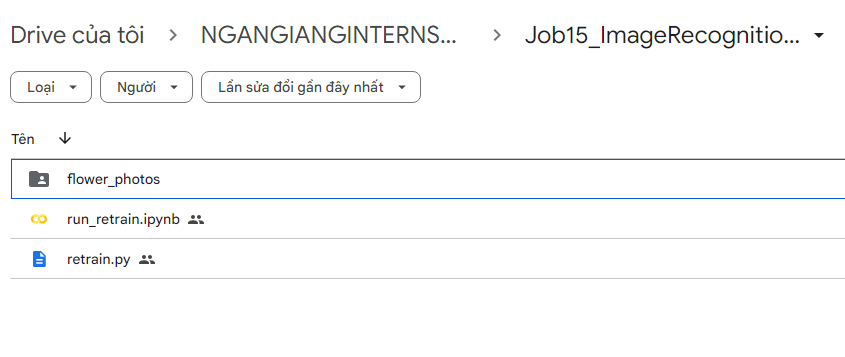 Drive của tôi > NGANGIANGINTERNS... > Job15_ImageRecognitio...
Loại Người Lần sửa đổi gần đây nhất
Tên
flower_photos
run_retrain.ipynb
retrain.py